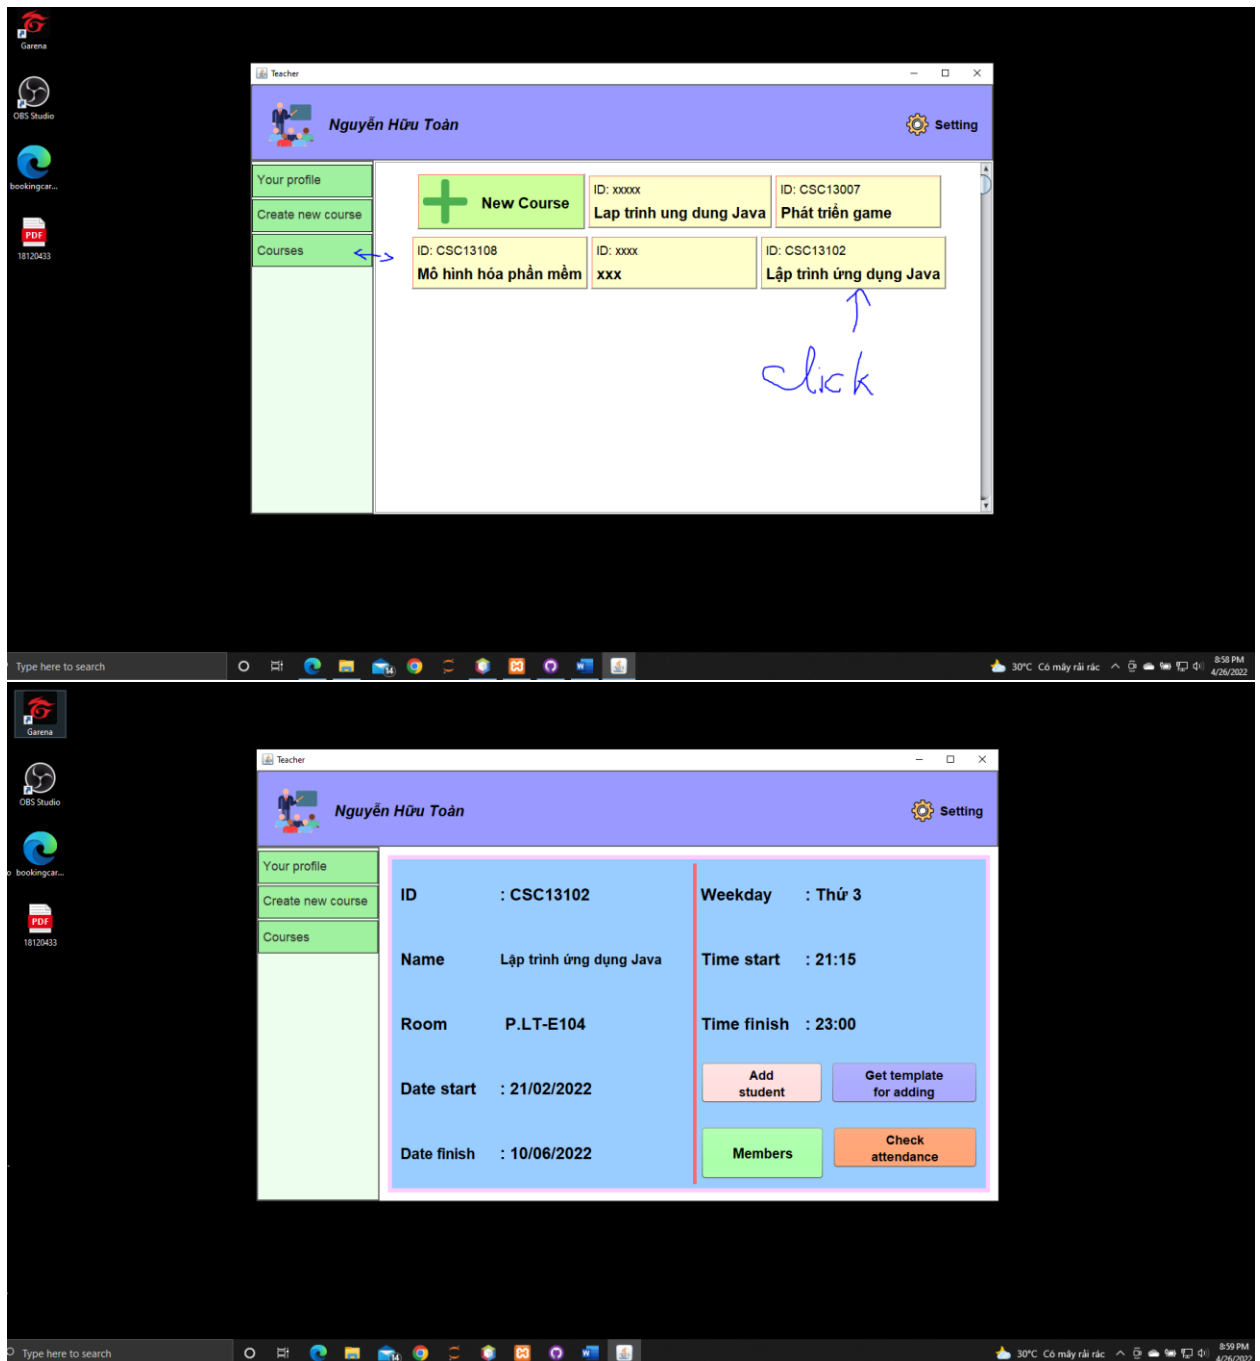 Garena
OBS Studio
bookingcar...
PDF
18120433
Teacher
Nguyễn Hữu Toàn
Setting
Your profile
Create new course
Courses
New Course
ID: xxxxx
Lap trinh ung dung Java
ID: CSC13007
Phát triển game
ID: CSC13108
Mô hình hóa phần mềm
ID: xxxx
xxx
ID: CSC13102
Lập trình ứng dụng Java
click
Type here to search
14
30°C Có mây rải rác
8:58 PM
4/26/2022
Garena
OBS Studio
bookingcar...
PDF
18120433
Teacher
Nguyễn Hữu Toàn
Setting
Your profile
Create new course
Courses
ID : CSC13102
Name Lập trình ứng dụng Java
Room P.LT-E104
Date start : 21/02/2022
Date finish : 10/06/2022
Weekday : Thứ 3
Time start : 21:15
Time finish : 23:00
Add
student
Get template
for adding
Members
Check
attendance
Type here to search
14
30°C Có mây rải rác
8:59 PM
4/26/2022